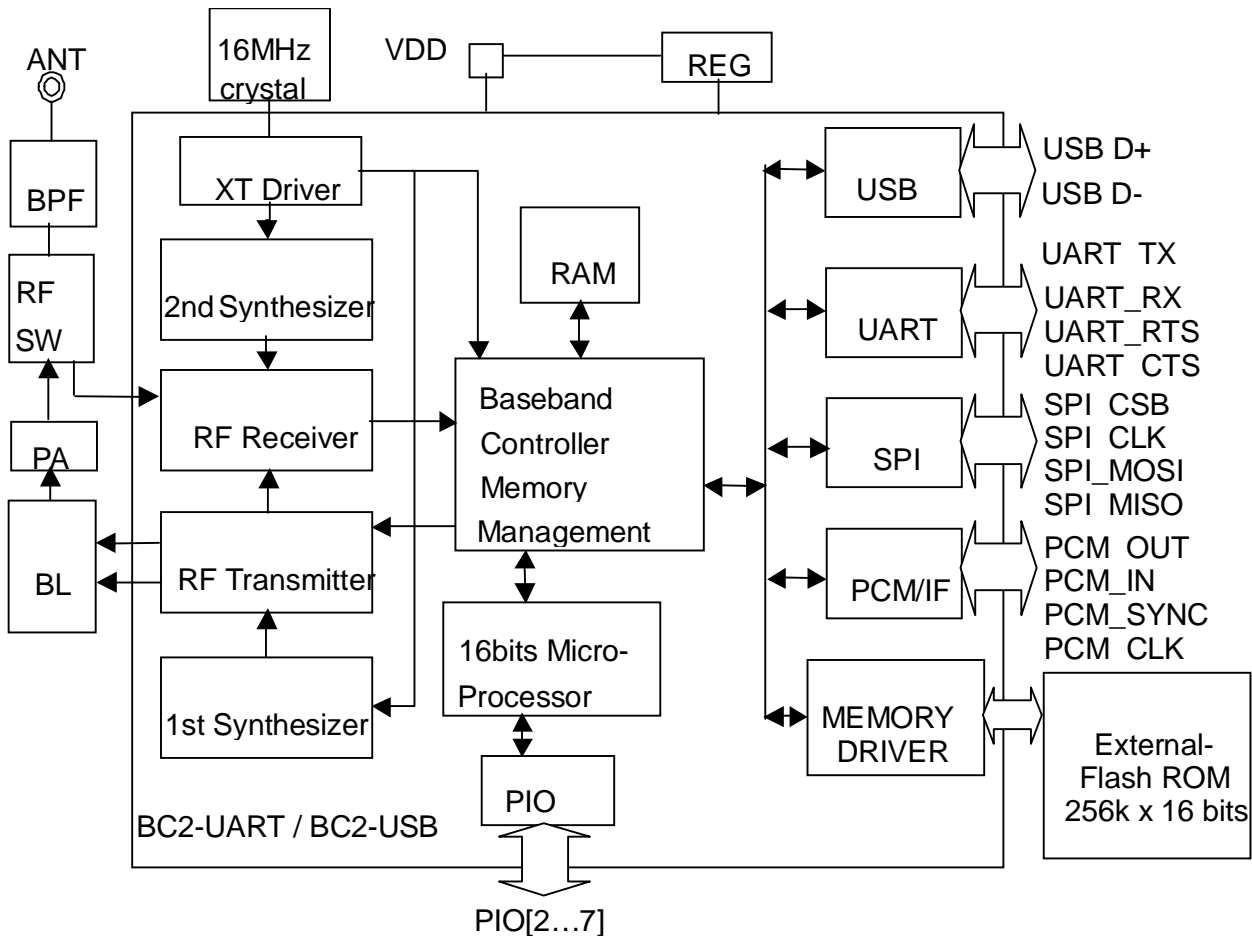 ANT
16MHz
crystal
VDD
REG
BPF
XT Driver
USB
USB D+
USB D-
RF
SW
2nd Synthesizer
RAM
UART
UART TX
UART_RX
UART_RTS
UART CTS
PA
RF Receiver
Baseband
Controller
Memory
Management
SPI
SPI CSB
SPI CLK
SPI_MOSI
SPI MISO
BL
RF Transmitter
PCM/IF
PCM OUT
PCM_IN
PCM_SYNC
PCM CLK
1st Synthesizer
16bits Micro-
Processor
MEMORY
DRIVER
External-
Flash ROM
256k x 16 bits
PIO
BC2-UART / BC2-USB
PIO[2…7]